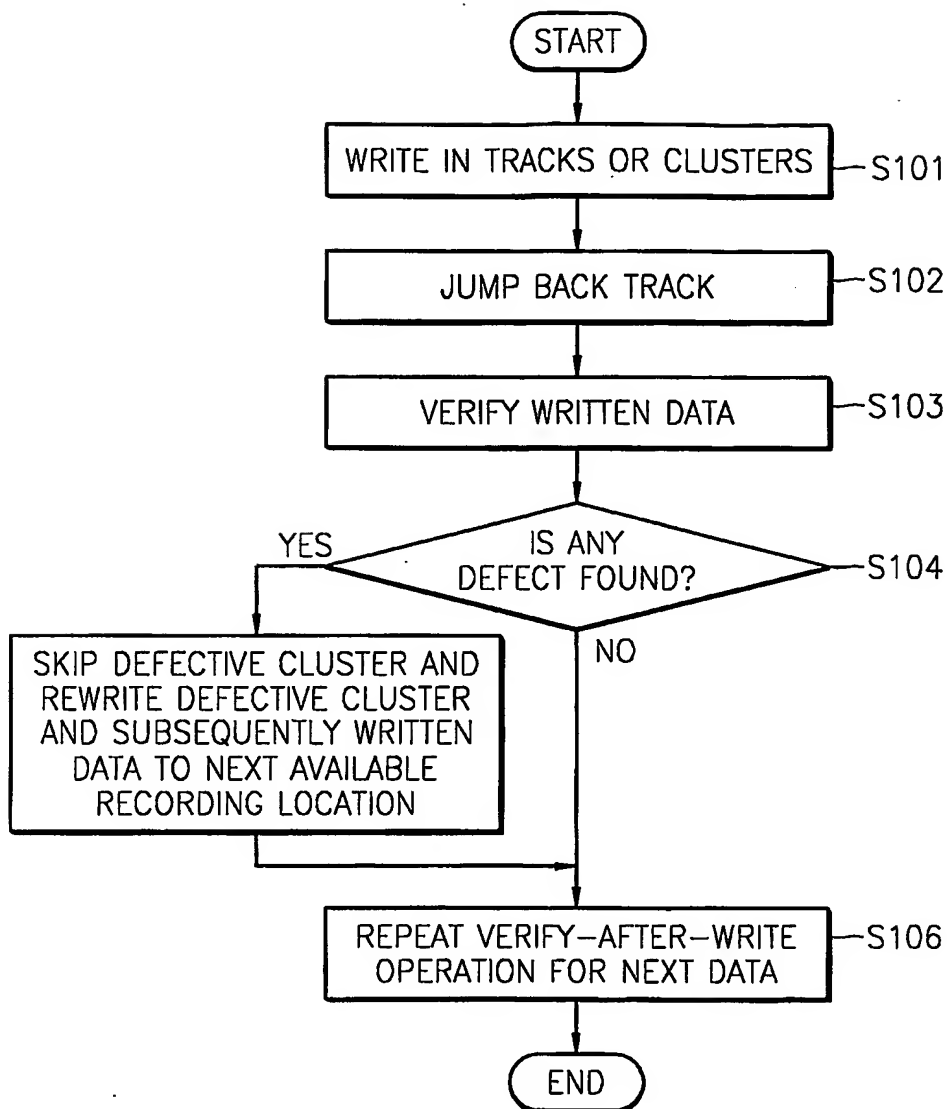 START
WRITE IN TRACKS OR CLUSTERS
S101
JUMP BACK TRACK
S102
VERIFY WRITTEN DATA
S103
IS ANY
DEFECT FOUND?
S104
YES
NO
SKIP DEFECTIVE CLUSTER AND
REWRITE DEFECTIVE CLUSTER
AND SUBSEQUENTLY WRITTEN
DATA TO NEXT AVAILABLE
RECORDING LOCATION
REPEAT VERIFY-AFTER-WRITE
OPERATION FOR NEXT DATA
S106
END